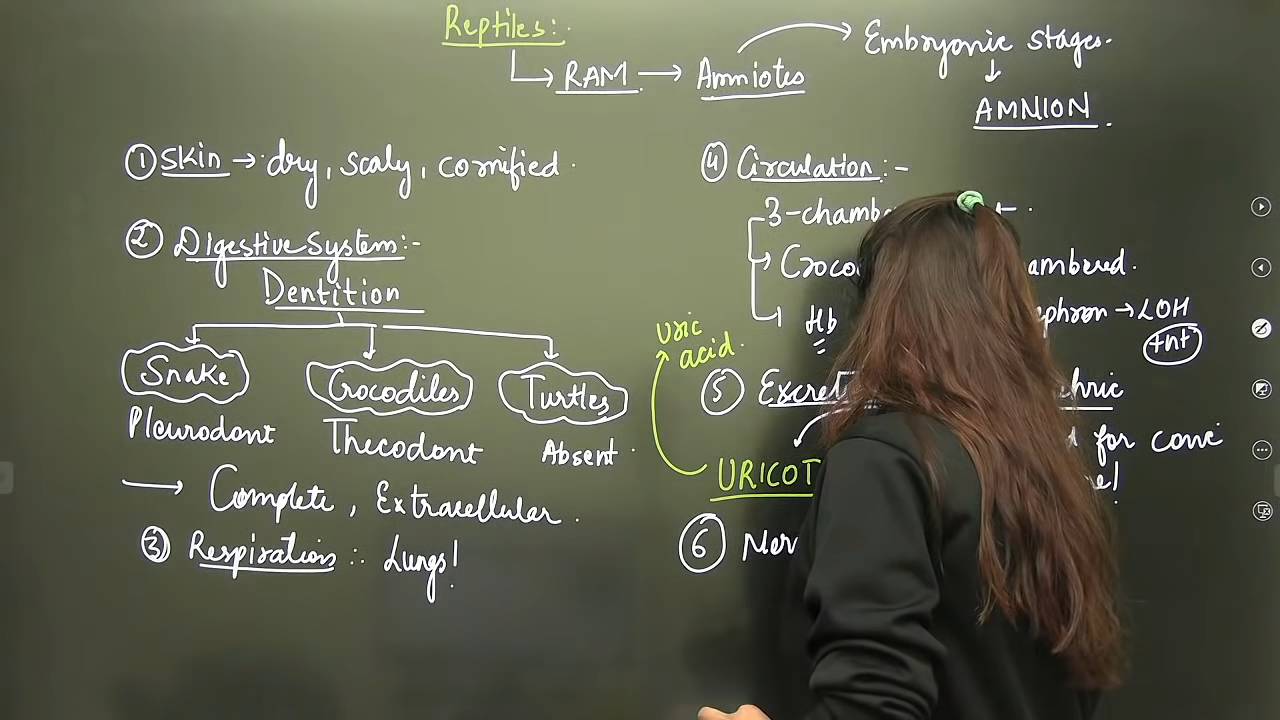 Reptiles:-
RAM → Amniotes
Embryonic stages.
AMNION
① Skin → dry, scaly, cornified
② Digestive System:-
Dentition
Snake Crocodiles Turtles
Pleurodont Thecodont Absent
→ Complete, Extracellular.
③ Respiration :- Lungs!
④ Circulation:-
3-chamb
Croco ambered.
Hb ephron → LOH
Int
uric
acid.
⑤ Excret hric
for conc
URICOT
⑥ Nerv